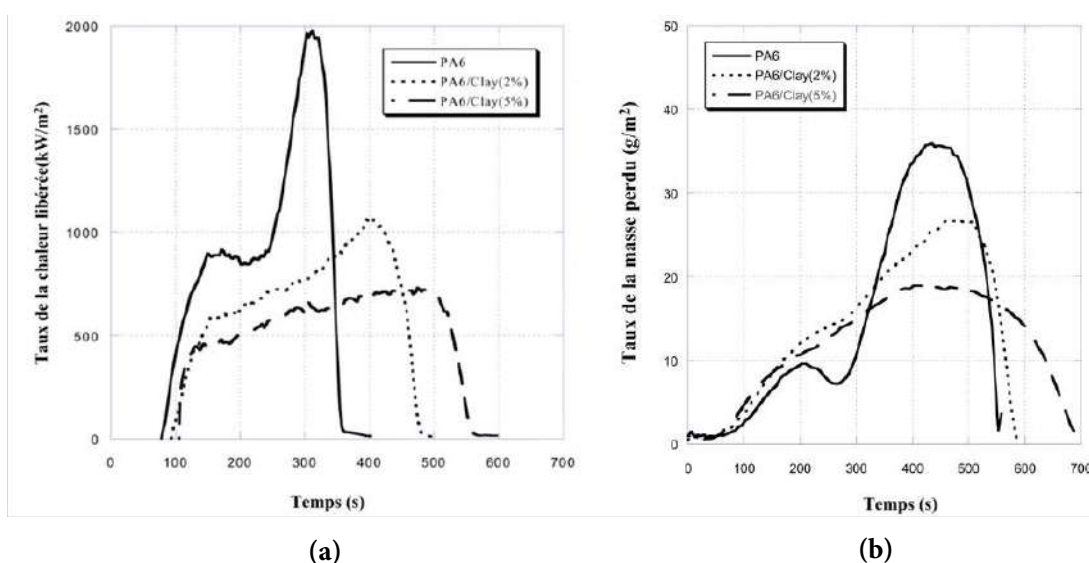 Taux de la chaleur libérée(kW/m²)
2000
1500
1000
500
0
PA6
PA6/Clay(2%)
PA6/Clay(5%)
0 100 200 300 400 500 600 700
Temps (s)
(a)
Taux de la masse perdu (g/m²)
50
40
30
20
10
0
PA6
PA6/Clay(2%)
PA6/Clay(5%)
0 100 200 300 400 500 600 700
Temps (s)
(b)